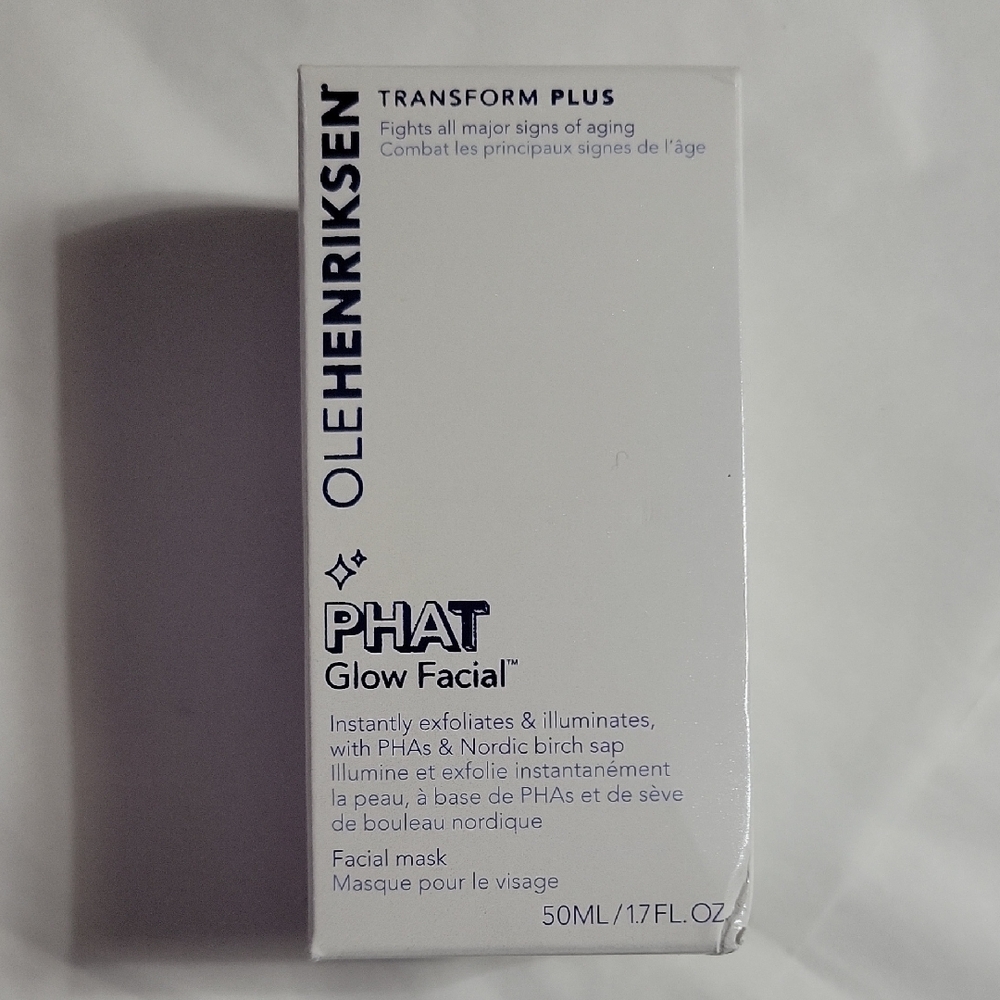 OLEHENRIKSEN
TRANSFORM PLUS
Fights all major signs of aging
Combat les principaux signes de l'âge
PHAT
Glow Facial™
Instantly exfoliates & illuminates,
with PHAs & Nordic birch sap
Illumine et exfolie instantanément
la peau, à base de PHAs et de sève
de bouleau nordique
Facial mask
Masque pour le visage
50ML/1.7FL.OZ.